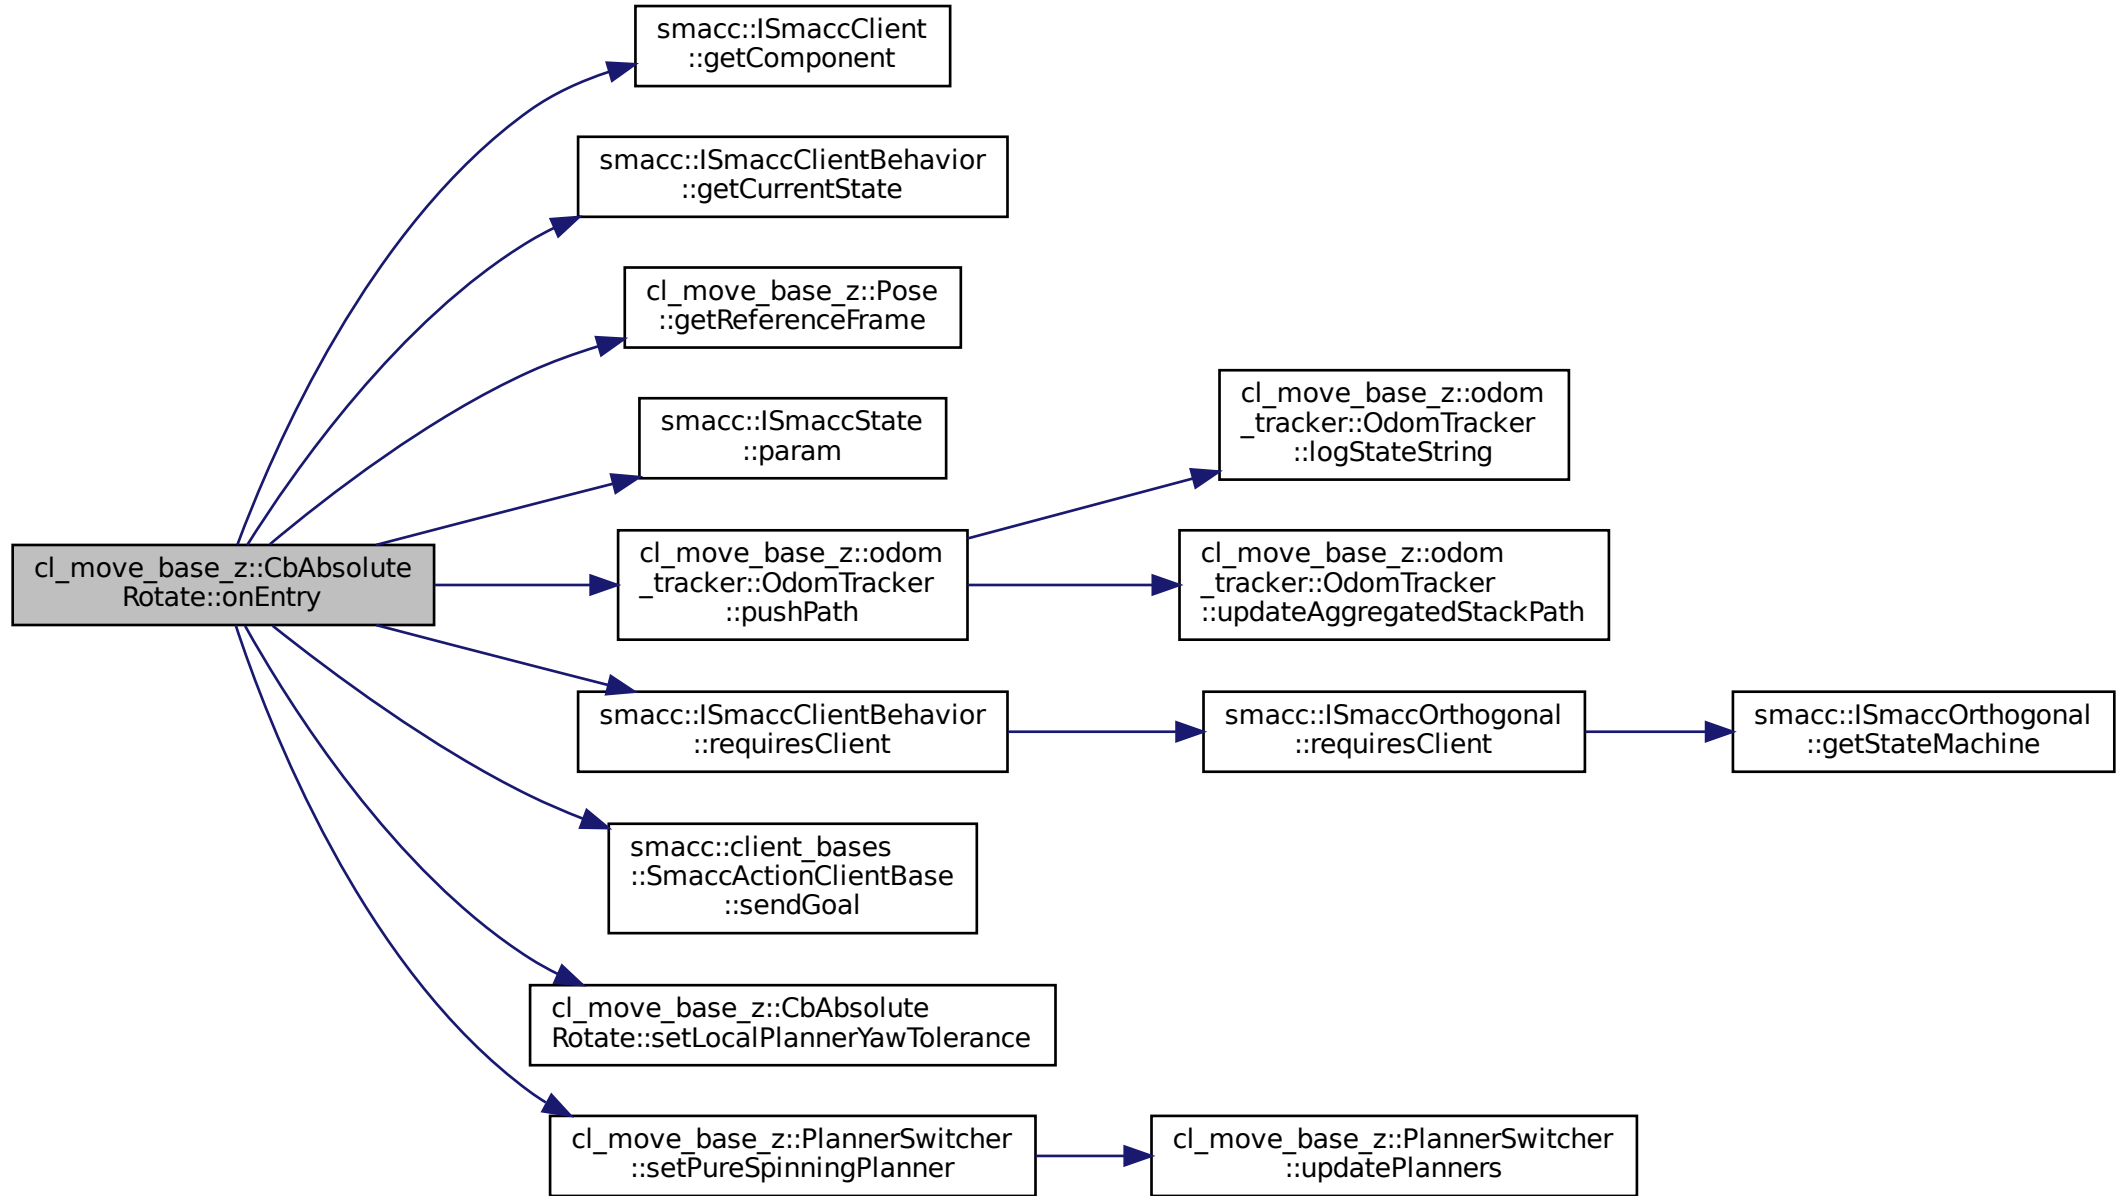 smacc::ISmaccClient
::getComponent
smacc::ISmaccClientBehavior
::getCurrentState
cl_move_base_z::Pose
::getReferenceFrame
smacc::ISmaccState
::param
cl_move_base_z::odom
_tracker::OdomTracker
::logStateString
cl_move_base_z::CbAbsolute
Rotate::onEntry
cl_move_base_z::odom
_tracker::OdomTracker
::pushPath
cl_move_base_z::odom
_tracker::OdomTracker
::updateAggregatedStackPath
smacc::ISmaccClientBehavior
::requiresClient
smacc::ISmaccOrthogonal
::requiresClient
smacc::ISmaccOrthogonal
::getStateMachine
smacc::client_bases
::SmaccActionClientBase
::sendGoal
cl_move_base_z::CbAbsolute
Rotate::setLocalPlannerYawTolerance
cl_move_base_z::PlannerSwitcher
::setPureSpinningPlanner
cl_move_base_z::PlannerSwitcher
::updatePlanners